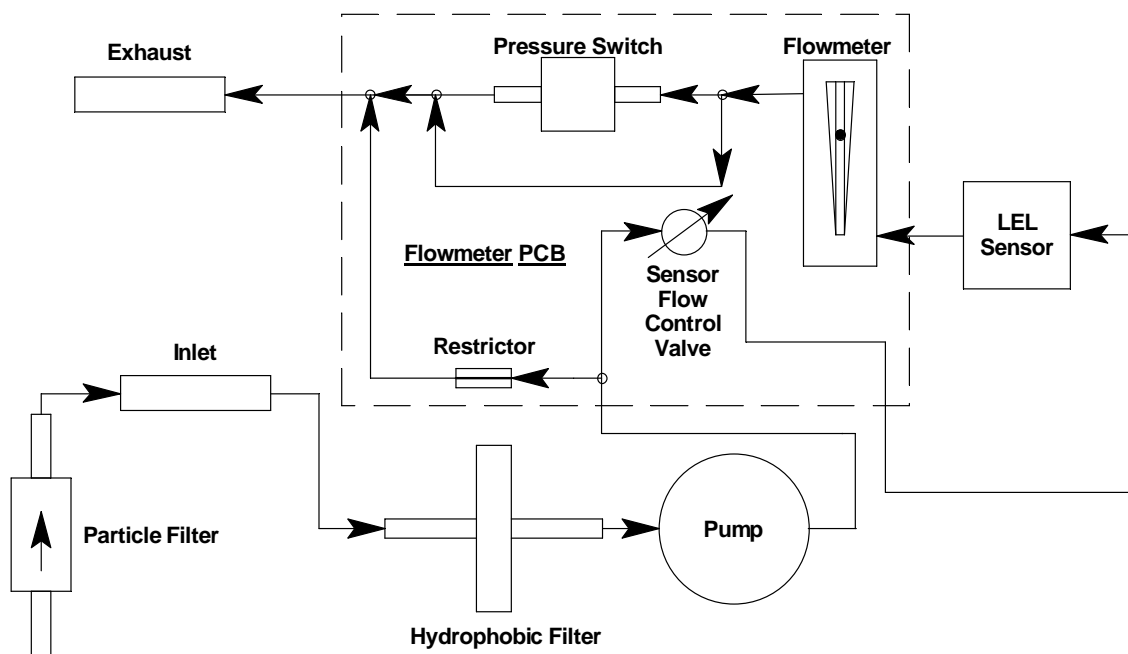 Exhaust
Pressure Switch
Flowmeter
LEL
Sensor
Flowmeter PCB
Sensor
Flow
Control
Valve
Inlet
Restrictor
Particle Filter
Pump
Hydrophobic Filter